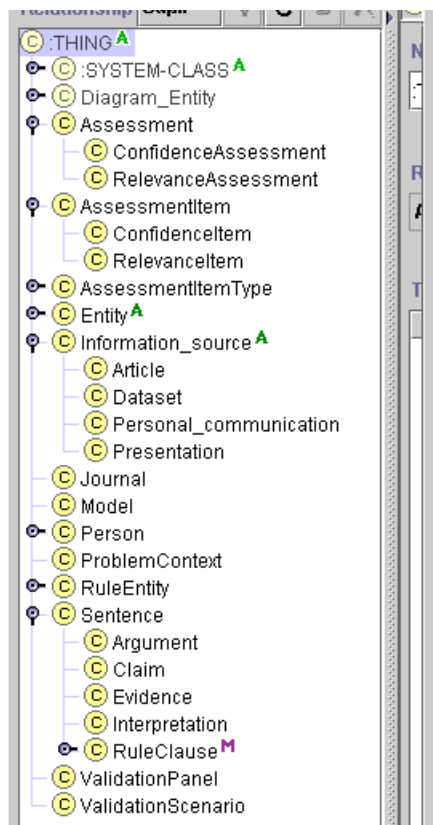 C :THING A
C :SYSTEM-CLASS A
C Diagram_Entity
C Assessment
C ConfidenceAssessment
C RelevanceAssessment
C AssessmentItem
C ConfidenceItem
C RelevanceItem
C AssessmentItemType
C Entity A
C Information_source A
C Article
C Dataset
C Personal_communication
C Presentation
C Journal
C Model
C Person
C ProblemContext
C RuleEntity
C Sentence
C Argument
C Claim
C Evidence
C Interpretation
C RuleClause M
C ValidationPanel
C ValidationScenario